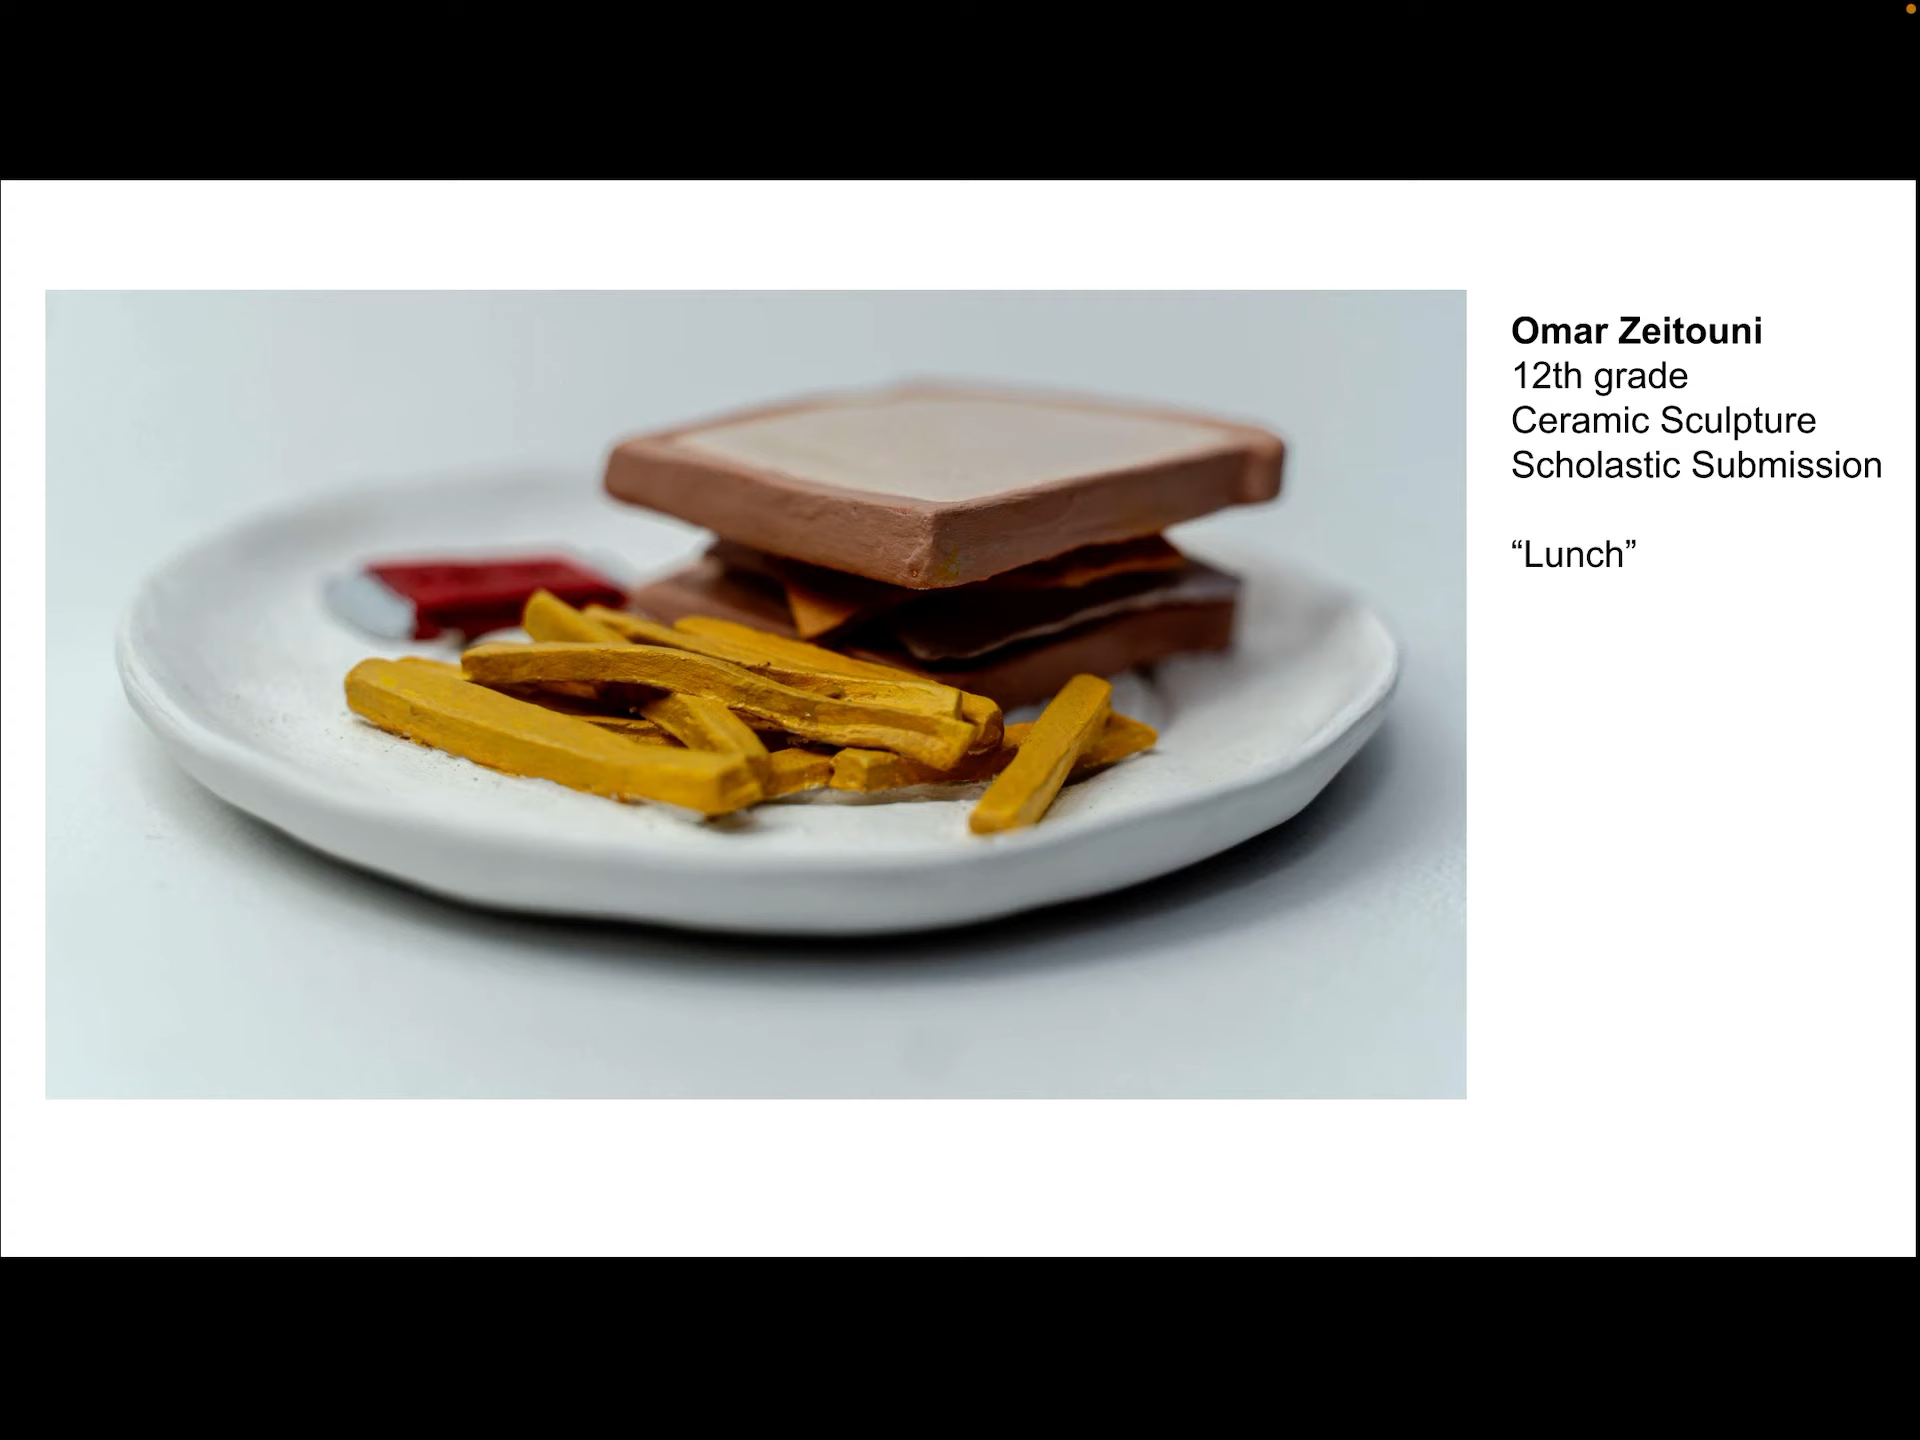 Omar Zeitouni
12th grade
Ceramic Sculpture
Scholastic Submission
“Lunch”